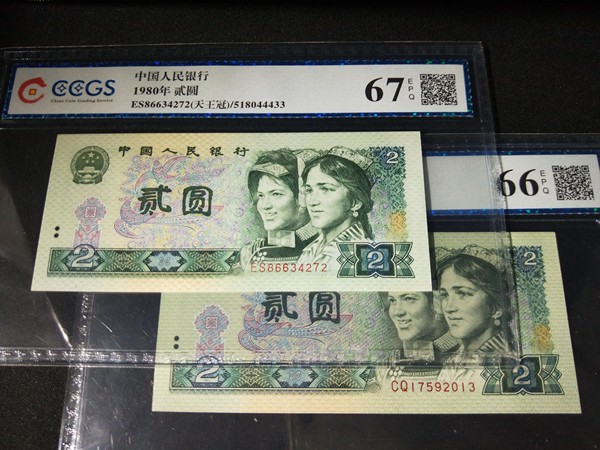 CCGS
China Coin Grading Service
中国人民银行
1980年 贰圆
ES86634272(天王冠)/518044433
67 EPQ
中国人民银行
2
贰圆
ES86634272
2
2
66 EPQ
2
贰圆
CQ17592013
2
2